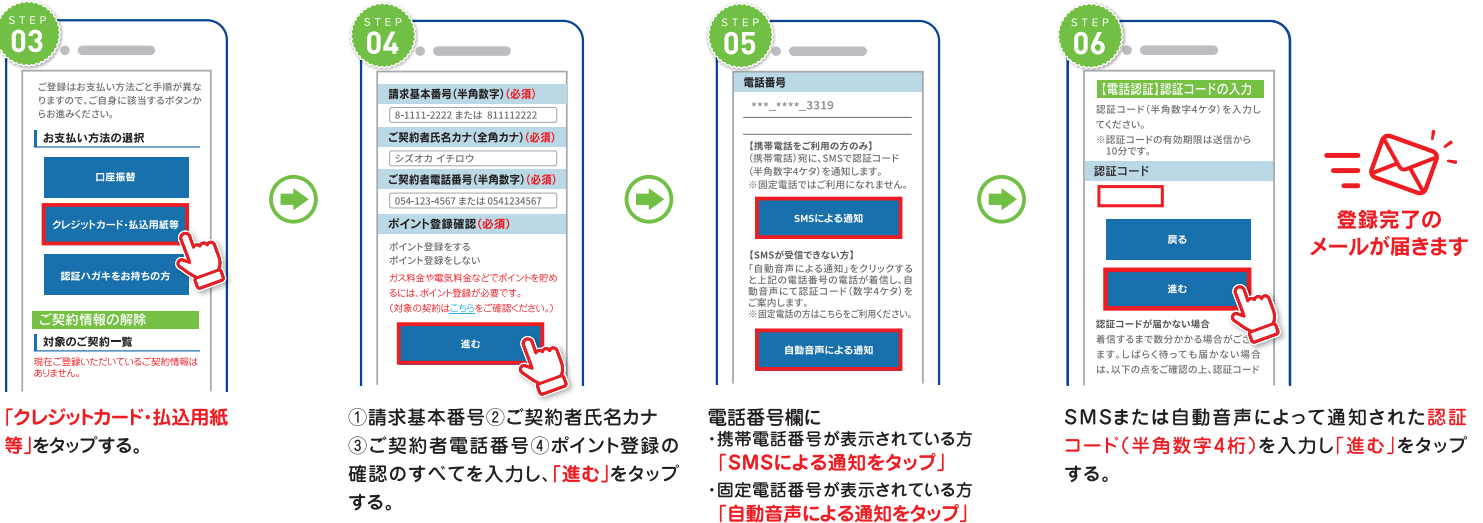 STEP
03
ご登録はお支払い方法ごと手順が異な
りますので、ご自身に該当するボタンか
らお進みください。
お支払い方法の選択
口座振替
クレジットカード・払込用紙等
認証ハガキをお持ちの方
ご契約情報の解除
対象のご契約一覧
現在ご登録いただいているご契約情報は
ありません。
「クレジットカード・払込用紙
等」をタップする。
STEP
04
請求基本番号(半角数字)(必須)
8-1111-2222 または 811112222
ご契約者氏名カナ(全角カナ)(必須)
シズオカ イチロウ
ご契約者電話番号(半角数字)(必須)
054-123-4567 または 0541234567
ポイント登録確認(必須)
ポイント登録をする
ポイント登録をしない
ガス料金や電気料金などでポイントを貯め
るには、ポイント登録が必要です。
(対象の契約はこちらをご確認ください。)
進む
①請求基本番号②ご契約者氏名カナ
③ご契約者電話番号④ポイント登録の
確認のすべてを入力し、「進む」をタップ
する。
STEP
05
電話番号
***_****_3319
【携帯電話をご利用の方のみ】
(携帯電話)宛に、SMSで認証コード
(半角数字4ケタ)を通知します。
※固定電話ではご利用になれません。
SMSによる通知
【SMSが受信できない方】
「自動音声による通知」をクリックする
と上記の電話番号の電話が着信し、自
動音声にて認証コード(数字4ケタ)を
ご案内します。
※固定電話の方はこちらをご利用ください。
自動音声による通知
電話番号欄に
・携帯電話番号が表示されている方
「SMSによる通知をタップ」
・固定電話番号が表示されている方
「自動音声による通知をタップ」
STEP
06
【電話認証】認証コードの入力
認証コード(半角数字4ケタ)を入力し
てください。
※認証コードの有効期限は送信から
10分です。
認証コード
戻る
進む
認証コードが届かない場合
着信するまで数分かかる場合がござ
ます。しばらく待っても届かない場合
は、以下の点をご確認の上、認証コード
SMSまたは自動音声によって通知された認証
コード(半角数字4桁)を入力し「進む」をタップ
する。
登録完了の
メールが届きます